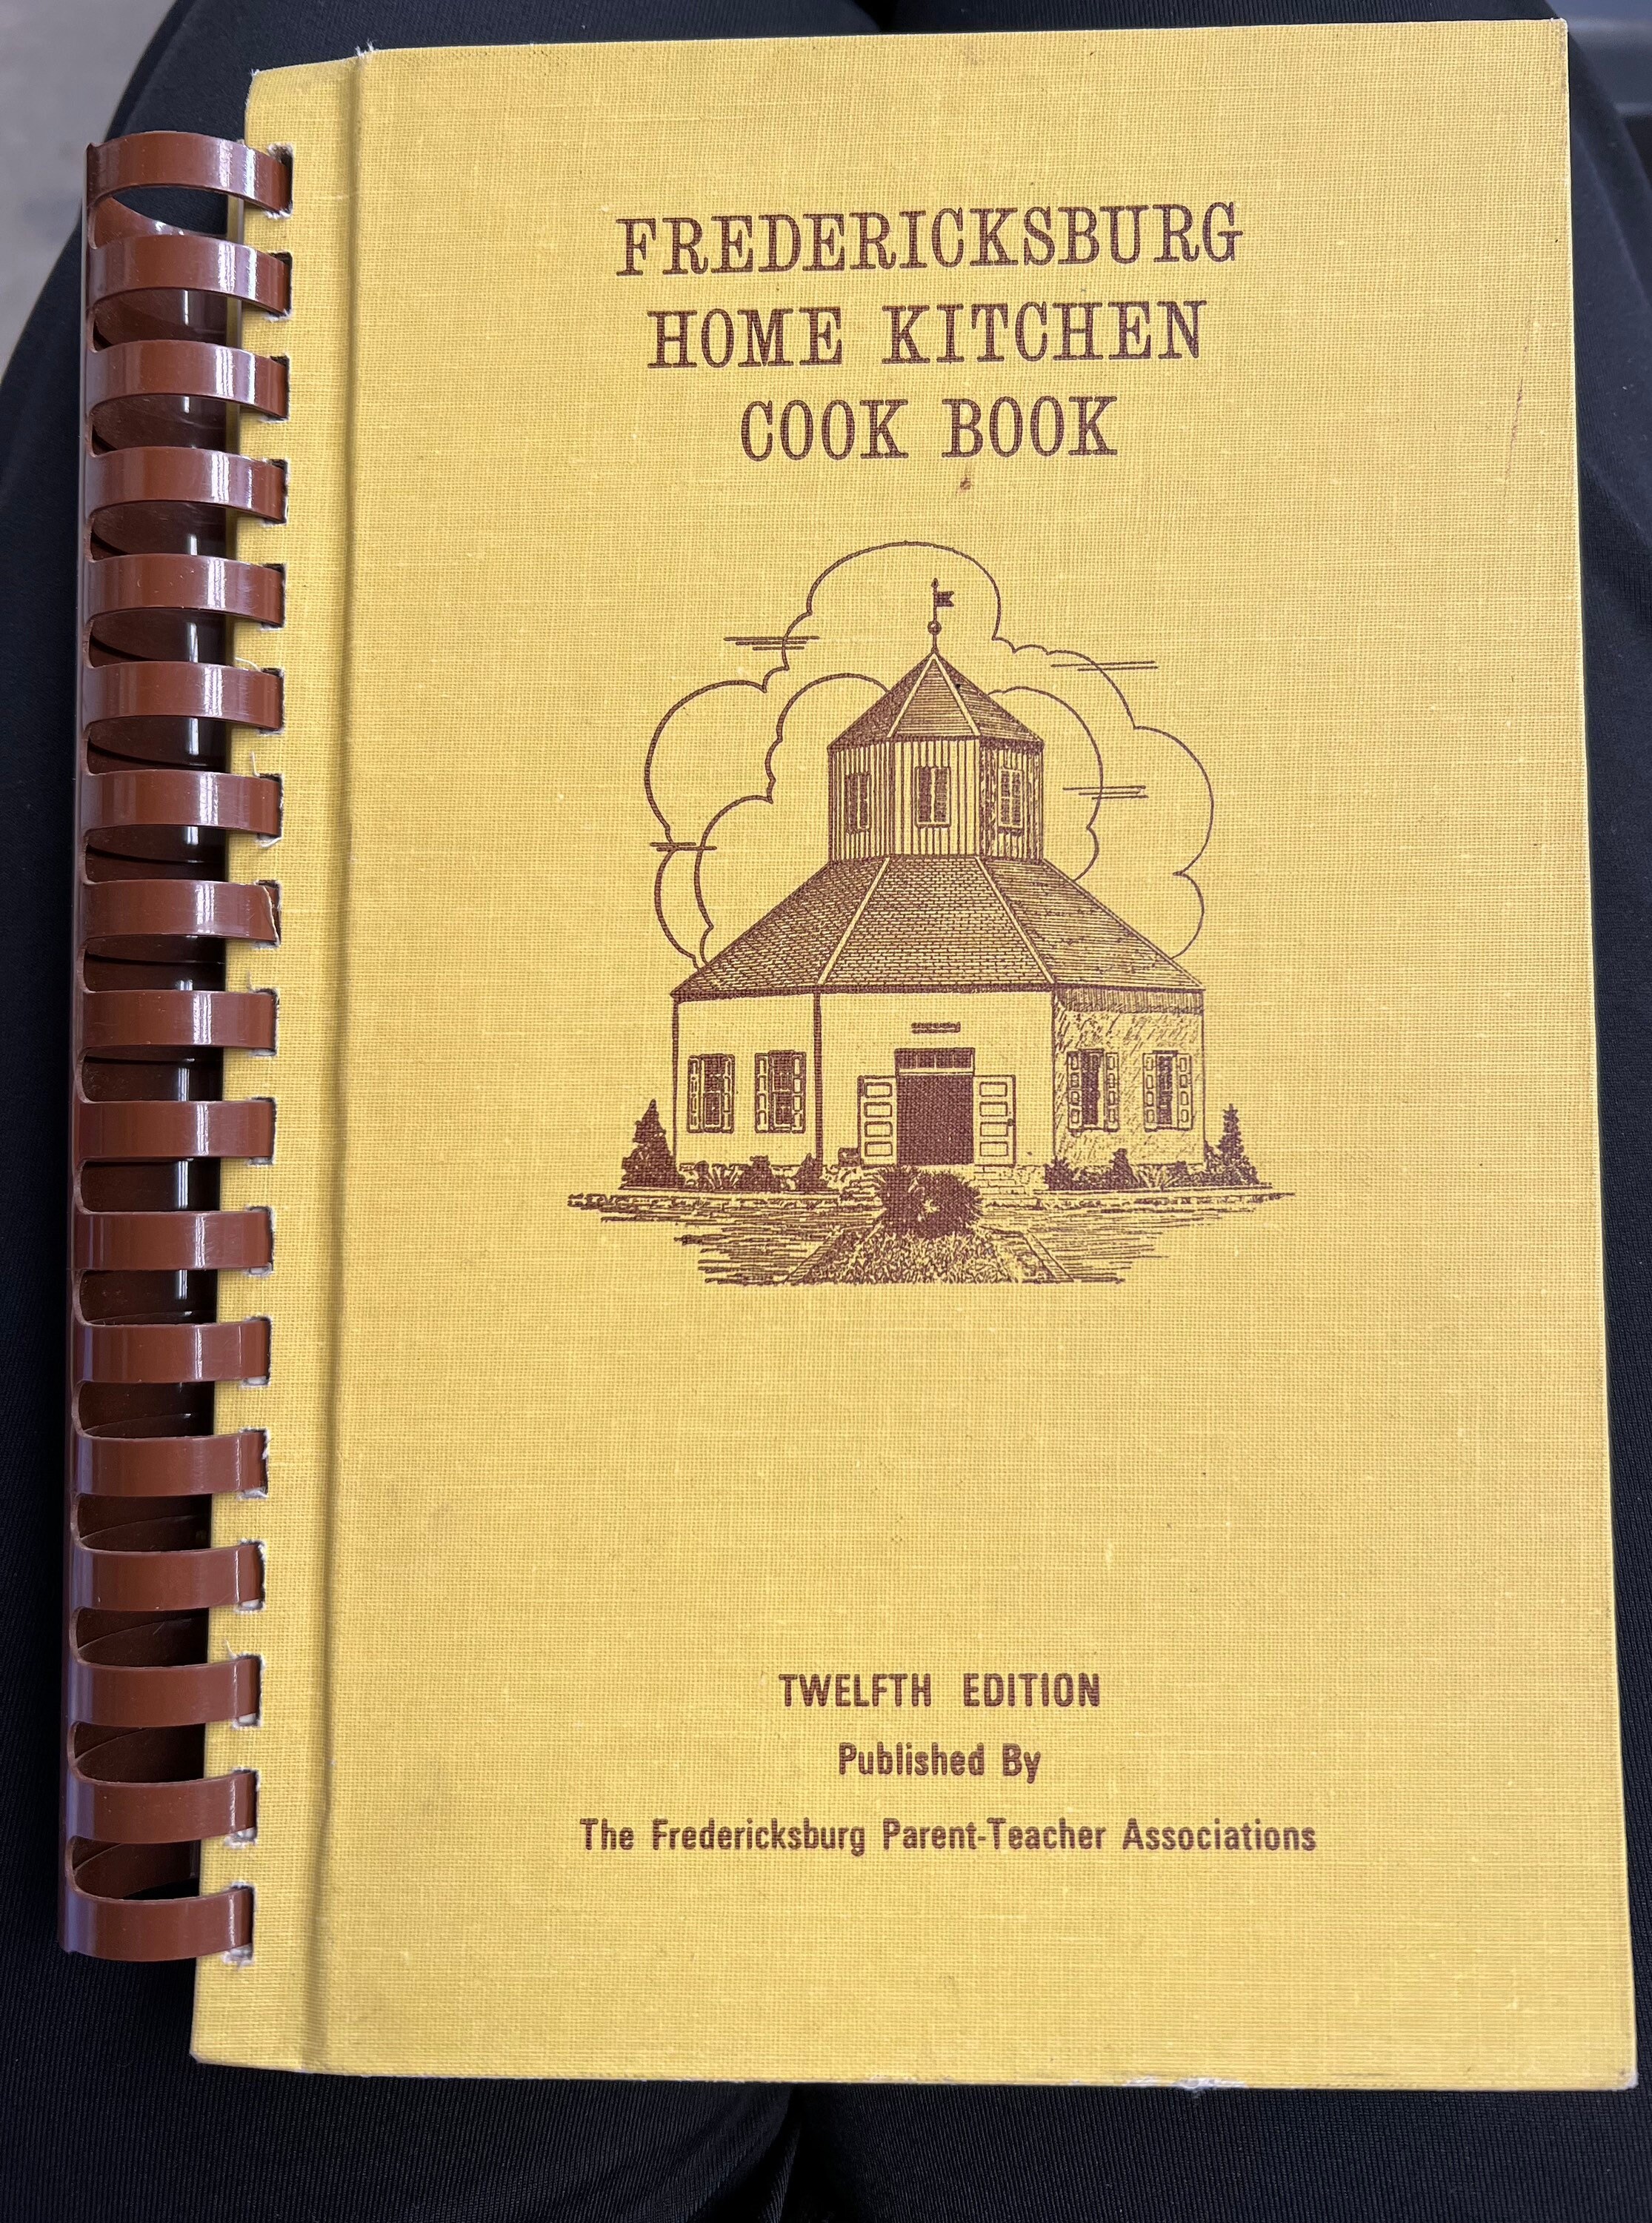 FREDERICKSBURG
HOME KITCHEN
COOK BOOK
TWELFTH EDITION
Published By
The Fredericksburg Parent-Teacher Associations